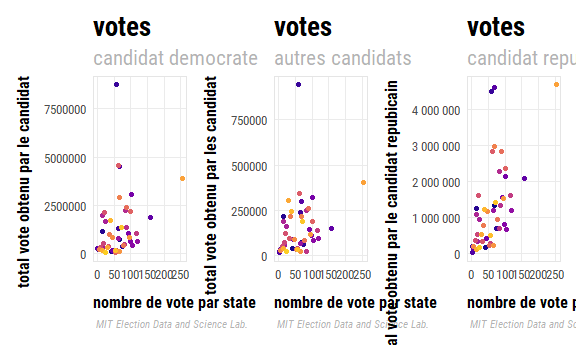 votes
candidat democrate
total vote obtenu par le candidat
7500000
5000000
2500000
0
0 50 100 150 200 250
nombre de vote par state
MIT Election Data and Science Lab.
votes
autres candidats
total vote obtenu par les candidat
750000
500000
250000
0
0 50 100 150 200 250
nombre de vote par state
MIT Election Data and Science Lab.
votes
candidat repu
al vote obtenu par le candidat repubicain
4 000 000
3 000 000
2 000 000
1 000 000
0
0 50 100 150 200 250
nombre de vote p
MIT Election Data and Sci